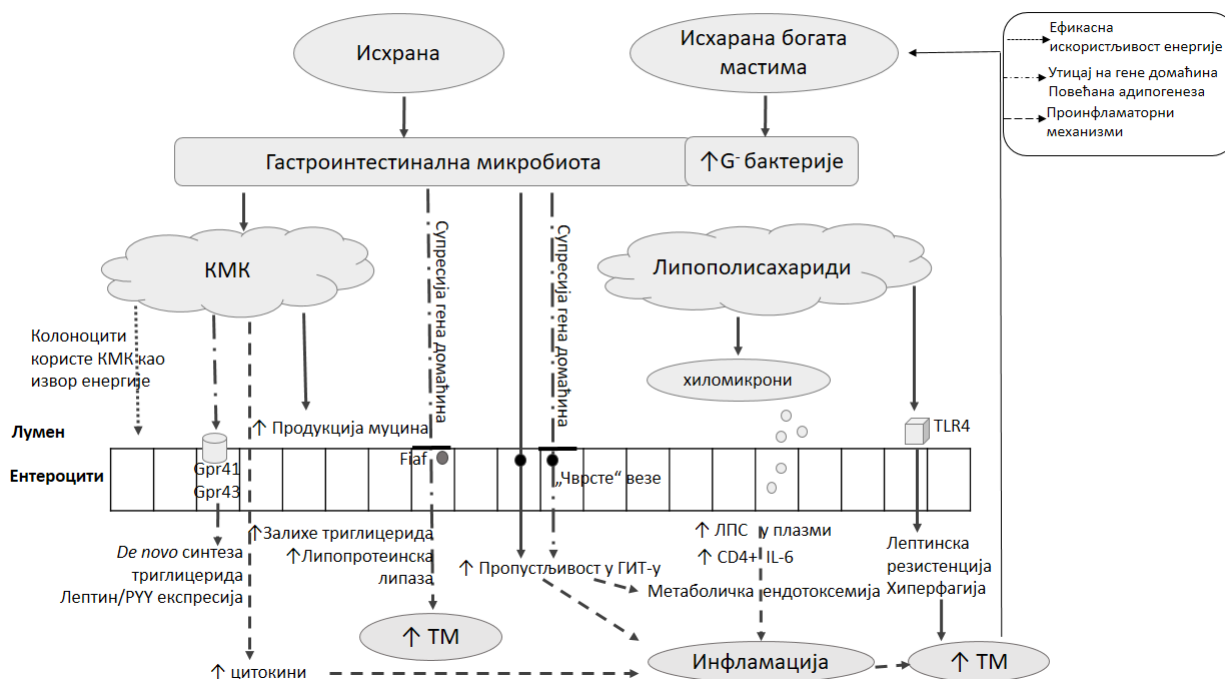 Исхрана
Исхарана богата
мастима
Ефикасна
искористљивост енергије
Утицај на гене домаћина
Повећана адипогенеза
Проинфламаторни
механизми
Гастроинтестинална микробиота
↑G⁻ бактерије
КМК
Супресија гена домаћина
Супресија гена домаћина
Липополисахариди
Колоноцити
користе КМК као
извор енергије
хиломикрони
Лумен
↑ Продукција муцина
TLR4
Ентероцити
Gpr41
Gpr43
Fiaf
„Чврсте“ везе
De novo синтеза
триглицерида
Лептин/PYY експресија
↑Залихе триглицерида
↑Липопротеинска
липаза
↑ Пропустљивост у ГИТ-у
↑ ЛПС у плазми
↑ CD4+ IL-6
Метаболичка ендотоксемија
Лептинска
резистенција
Хиперфагија
↑ ТМ
↑ цитокини
Инфламација
↑ ТМ